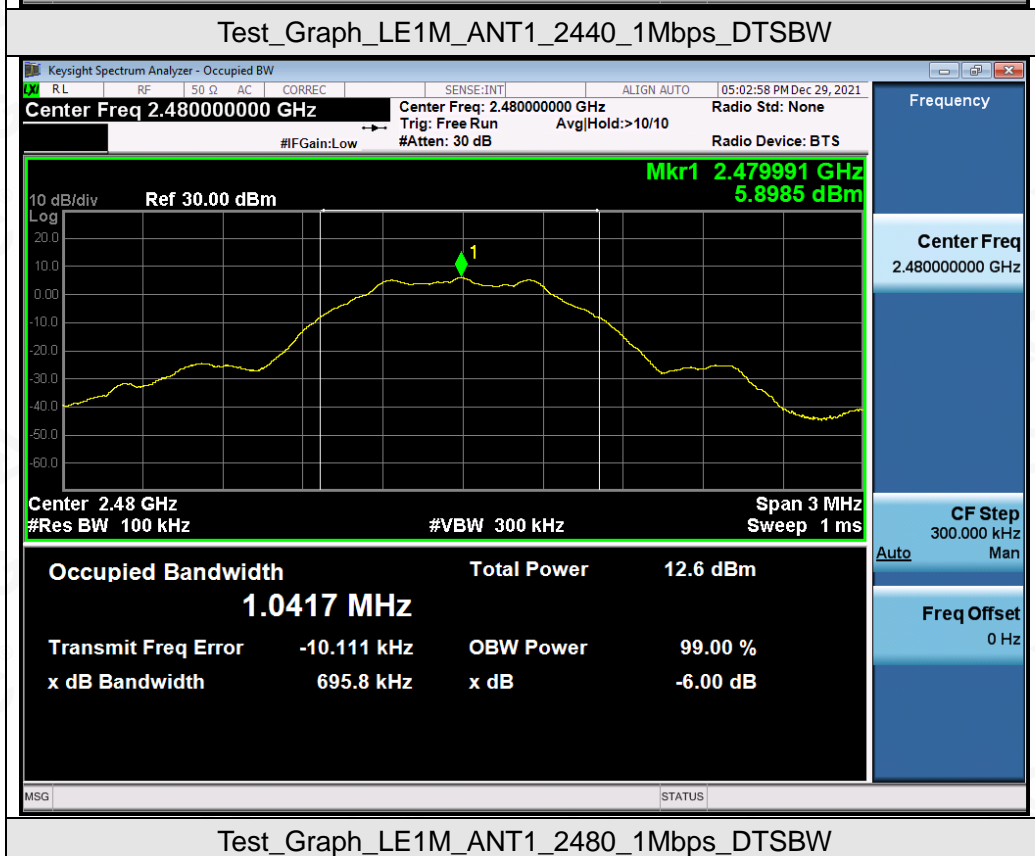 Test_Graph_LE1M_ANT1_2440_1Mbps_DTSBW
Keysight Spectrum Analyzer - Occupied BW
LXI RL RF 50 Ω AC CORREC SENSE:INT ALIGN AUTO 05:02:58 PM Dec 29, 2021
Center Freq 2.480000000 GHz Center Freq: 2.480000000 GHz Radio Std: None
Trig: Free Run Avg|Hold:>10/10
#IFGain:Low #Atten: 30 dB Radio Device: BTS
Frequency
Mkr1 2.479991 GHz
5.8985 dBm
10 dB/div Ref 30.00 dBm
Log
20.0
10.0
0.00
-10.0
-20.0
-30.0
-40.0
-50.0
-60.0
1
Center 2.48 GHz Span 3 MHz
#Res BW 100 kHz #VBW 300 kHz Sweep 1 ms
Occupied Bandwidth Total Power 12.6 dBm
1.0417 MHz
Transmit Freq Error -10.111 kHz OBW Power 99.00 %
x dB Bandwidth 695.8 kHz x dB -6.00 dB
Center Freq
2.480000000 GHz
CF Step
300.000 kHz
Auto Man
Freq Offset
0 Hz
MSG STATUS
Test_Graph_LE1M_ANT1_2480_1Mbps_DTSBW